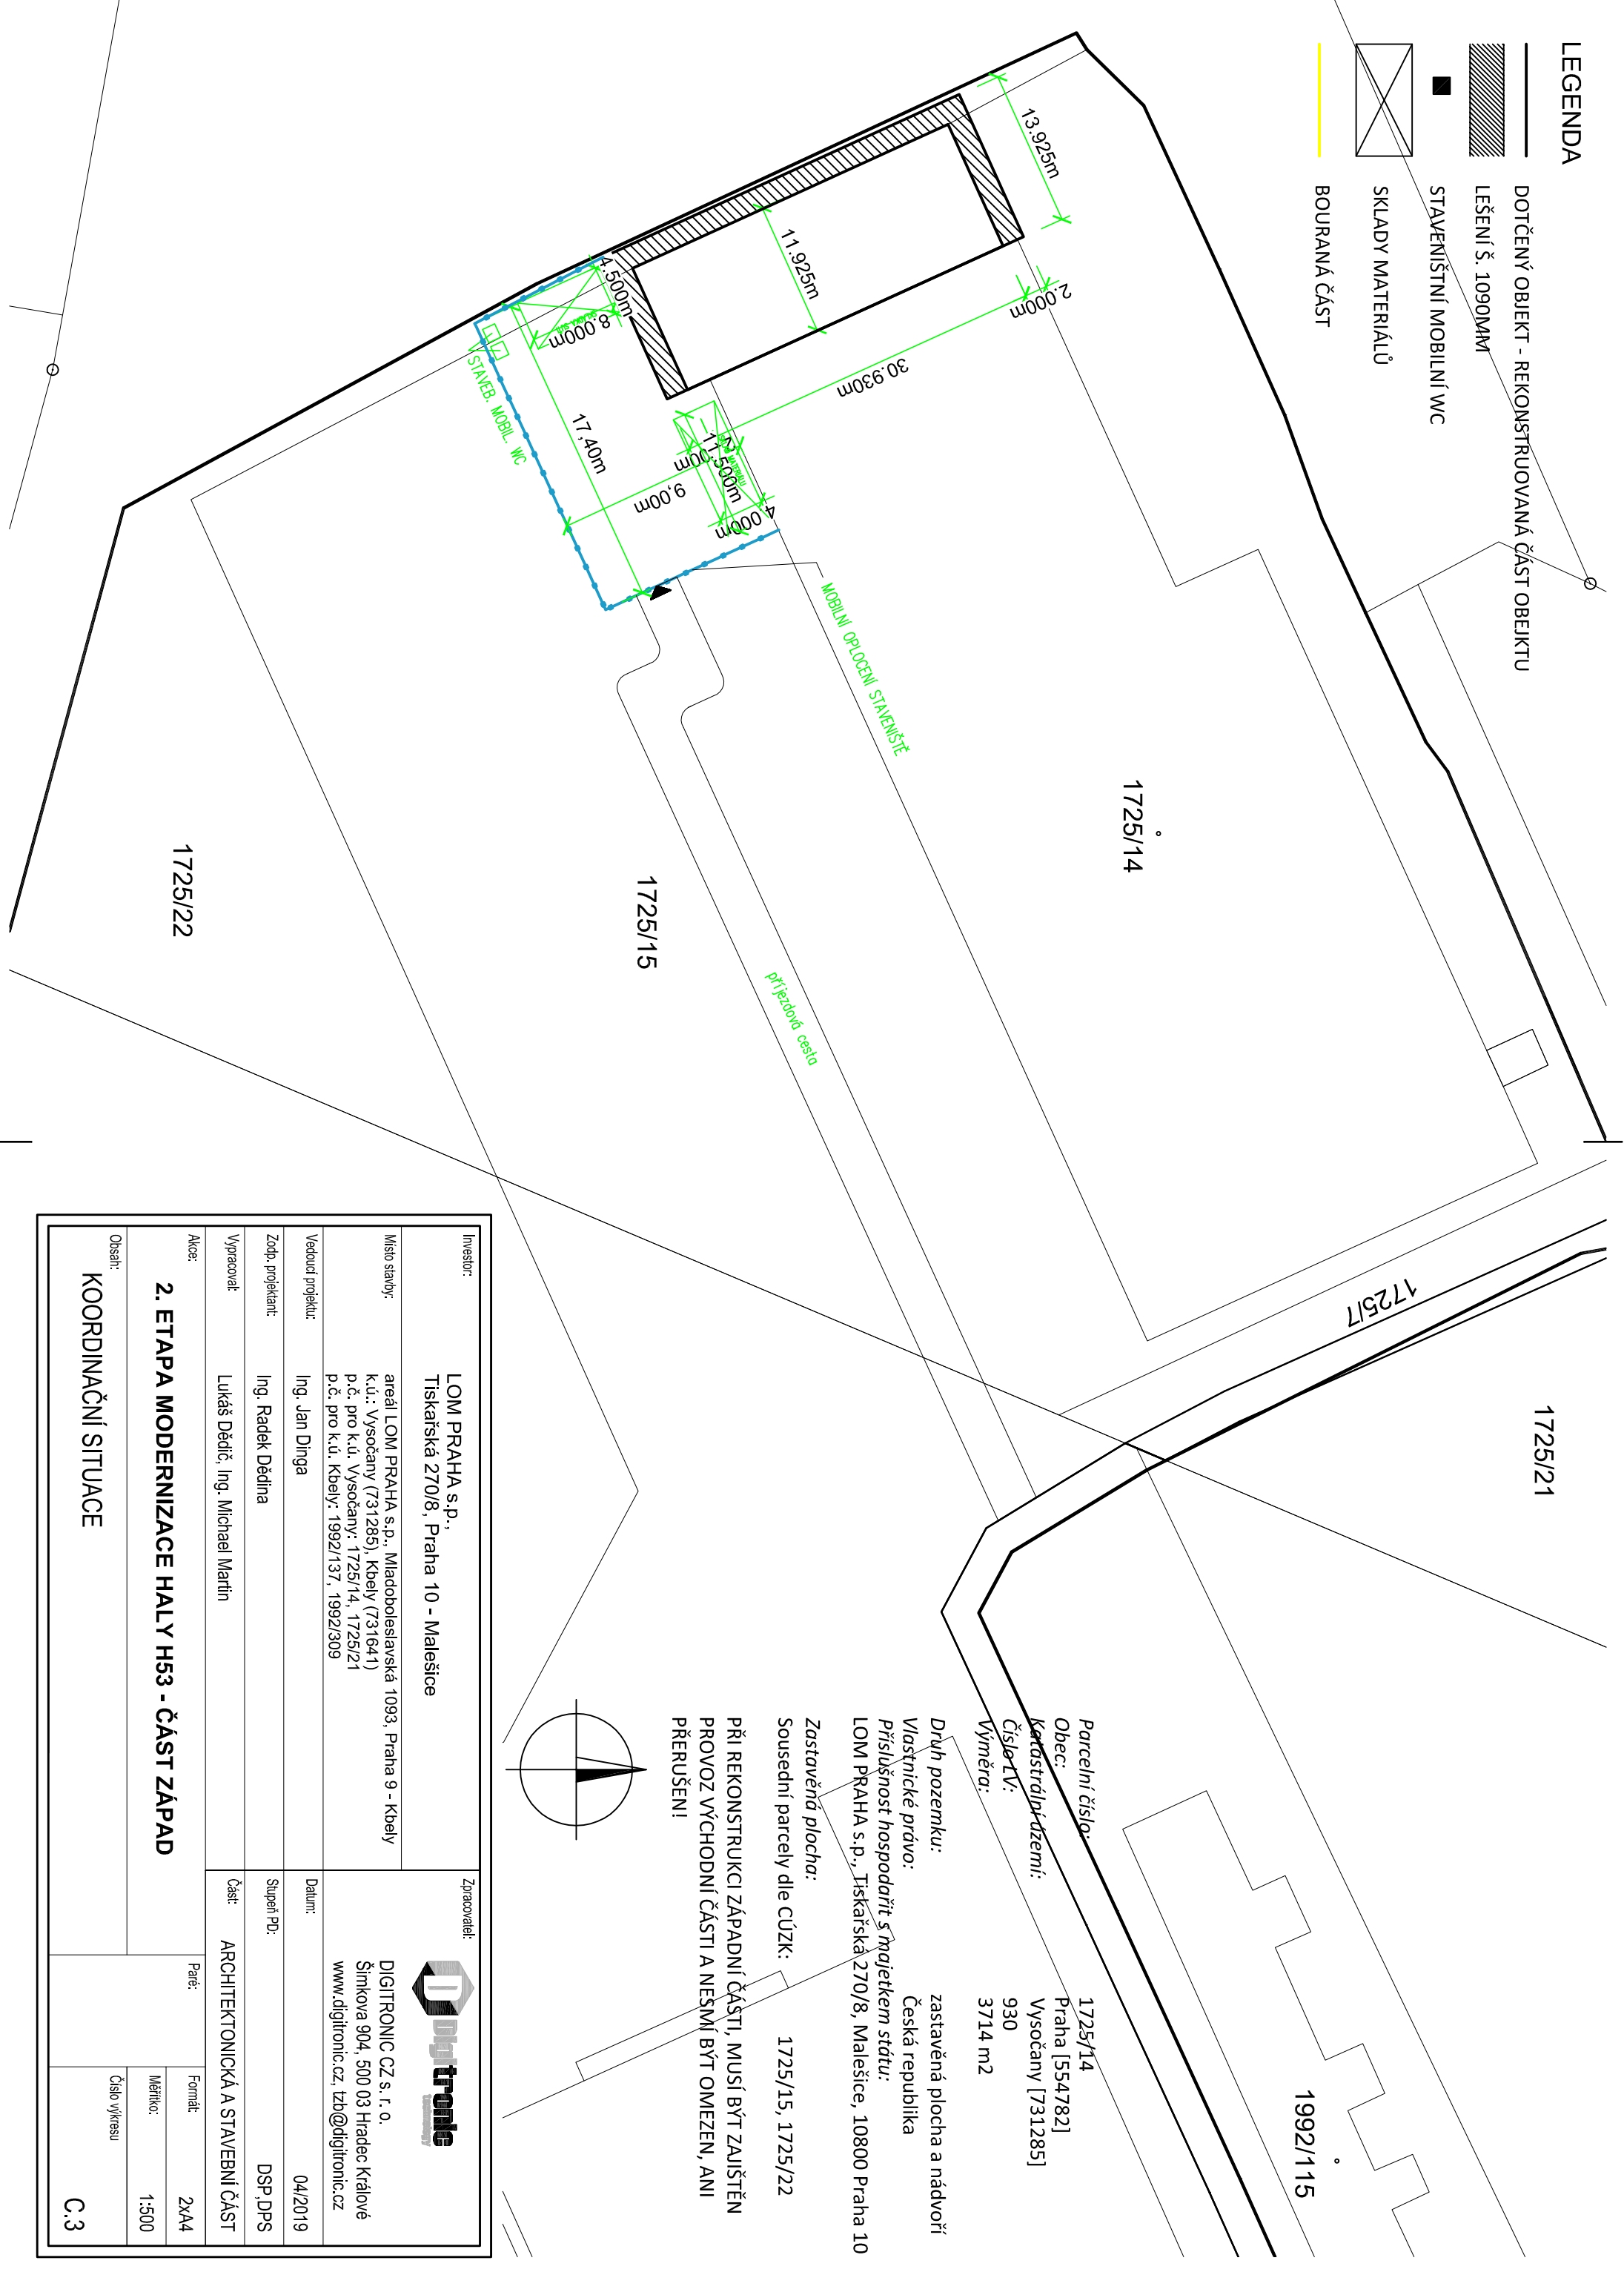 LEGENDA
DOTČENÝ OBJEKT - REKONSTRUOVANÁ ČÁST OBEJKTU
LEŠENÍ Š. 1090MM
STAVENIŠTNÍ MOBILNÍ WC
SKLADY MATERIÁLŮ
BOURANÁ ČÁST
13.925m
11.925m
2.000m
30.930m
4.500m
8.000m
STAVEB. MOBIL. WC
17,40m
11.500m
9,00m
4.000m
MOBILNÍ OPLOCENÍ STAVENIŠTĚ
příjezdová cesta
1725/14
1725/15
1725/22
1725/7
1725/21
1992/115
Parcelní číslo: 1725/14
Obec: Praha [554782]
Katastrální území: Vysočany [731285]
Číslo LV: 930
Výměra: 3714 m2
Druh pozemku: zastavěná plocha a nádvoří
Vlastnické právo: Česká republika
Příslušnost hospodařit s majetkem státu:
LOM PRAHA s.p., Tiskařská 270/8, Malešice, 10800 Praha 10
Zastavěná plocha:
Sousední parcely dle CÚZK: 1725/15, 1725/22
PŘI REKONSTRUKCI ZÁPADNÍ ČÁSTI, MUSÍ BÝT ZAJIŠTĚN
PROVOZ VÝCHODNÍ ČÁSTI A NESMÍ BÝT OMEZEN, ANI
PŘERUŠEN!
Investor:
LOM PRAHA s.p.,
Tiskařská 270/8, Praha 10 - Malešice
Místo stavby:
areál LOM PRAHA s.p., Mladoboleslavská 1093, Praha 9 - Kbely
k.ú.: Vysočany (731285), Kbely (731641)
p.č. pro k.ú. Vysočany: 1725/14, 1725/21
p.č. pro k.ú. Kbely: 1992/137, 1992/309
Vedoucí projektu: Ing. Jan Dinga
Zodp. projektant: Ing. Radek Dědina
Vypracoval: Lukáš Dědič, Ing. Michael Martin
Akce:
2. ETAPA MODERNIZACE HALY H53 - ČÁST ZÁPAD
Obsah:
KOORDINAČNÍ SITUACE
Zpracovatel:
D Digitronic
technology
DIGITRONIC CZ s. r. o.
Šimkova 904, 500 03 Hradec Králové
www.digitronic.cz, tzb@digitronic.cz
Datum: 04/2019
Stupeň PD: DSP,DPS
Část: ARCHITEKTONICKÁ A STAVEBNÍ ČÁST
Paré:
Formát: 2xA4
Měřítko: 1:500
Číslo výkresu
C.3